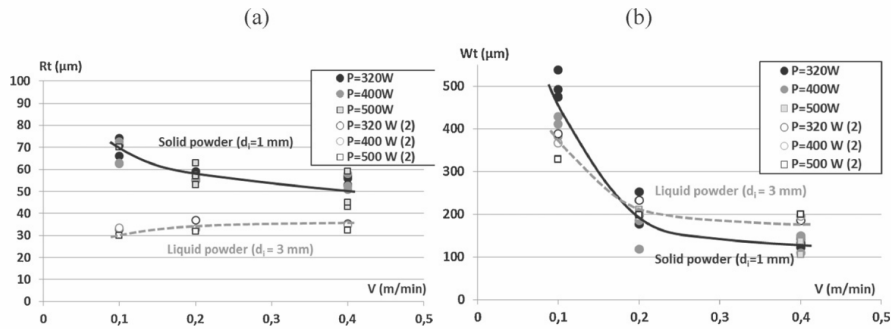 (a)
Rt (µm)
100
90
80
70
60
50
40
30
20
10
0
0
0,1
0,2
0,3
0,4
0,5
V (m/min)
P=320W
P=400W
P=500W
P=320 W (2)
P=400 W (2)
P=500 W (2)
Solid powder (di=1 mm)
Liquid powder (di = 3 mm)
(b)
Wt (µm)
500
400
300
200
100
0
0
0,1
0,2
0,3
0,4
0,5
V (m/min)
P=320W
P=400W
P=500W
P=320 W (2)
P=400 W (2)
P=500 W (2)
Liquid powder (di = 3 mm)
Solid powder (di=1 mm)